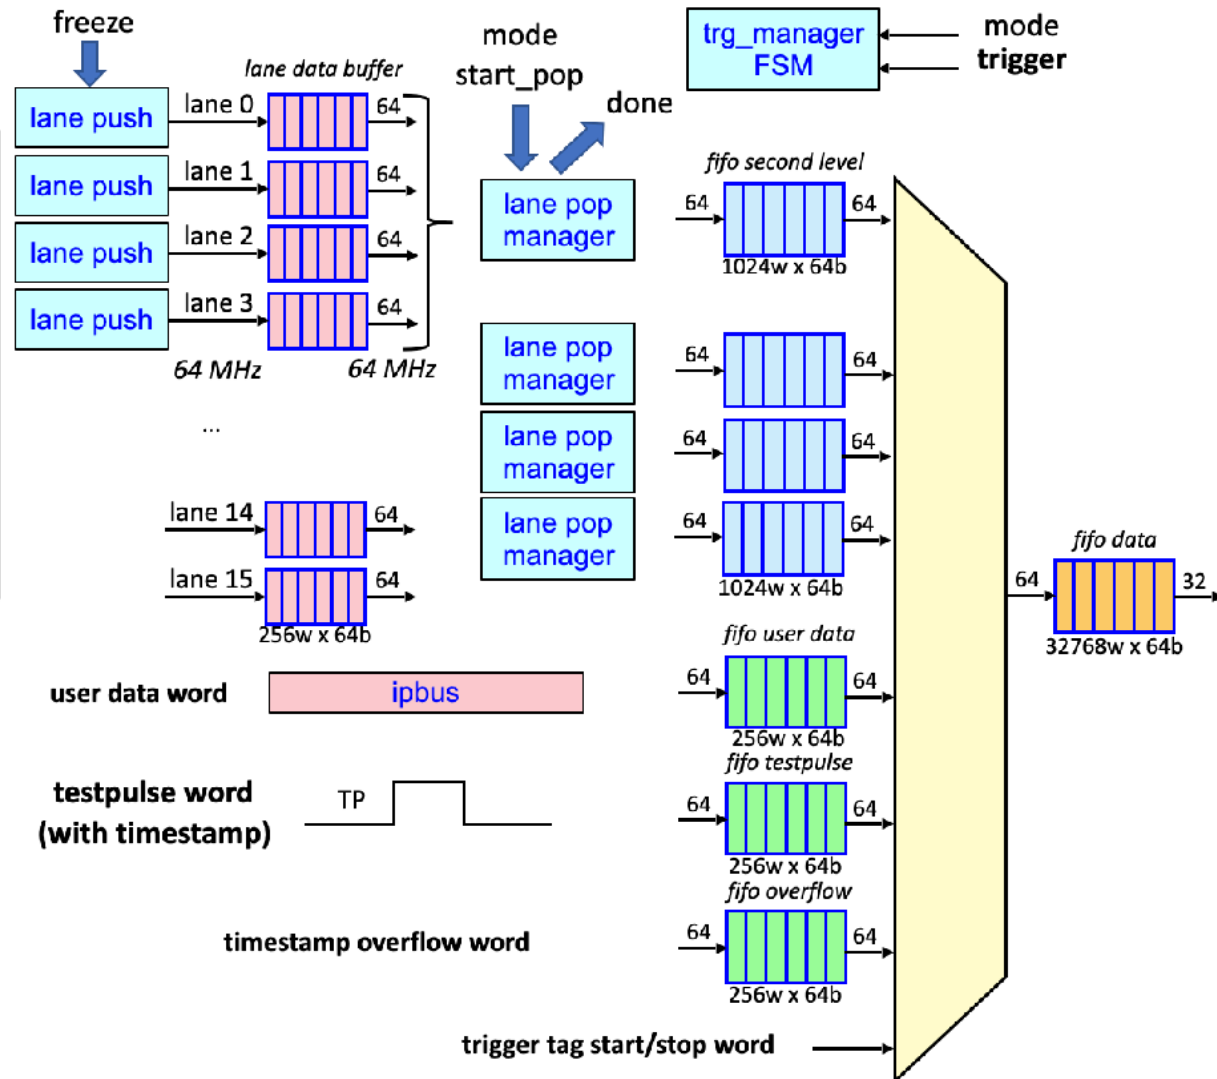 freeze
mode
start_pop
done
trg_manager
FSM
mode
trigger
lane data buffer
lane push
lane 0
64
lane push
lane 1
64
lane push
lane 2
64
lane push
lane 3
64
64 MHz
64 MHz
...
lane 14
64
lane 15
64
256w x 64b
lane pop
manager
lane pop
manager
lane pop
manager
lane pop
manager
fifo second level
64
64
1024w x 64b
64
64
64
64
64
64
1024w x 64b
fifo data
64
32
32768w x 64b
user data word
ipbus
fifo user data
64
64
256w x 64b
testpulse word
(with timestamp)
TP
fifo testpulse
64
64
256w x 64b
timestamp overflow word
fifo overflow
64
64
256w x 64b
trigger tag start/stop word